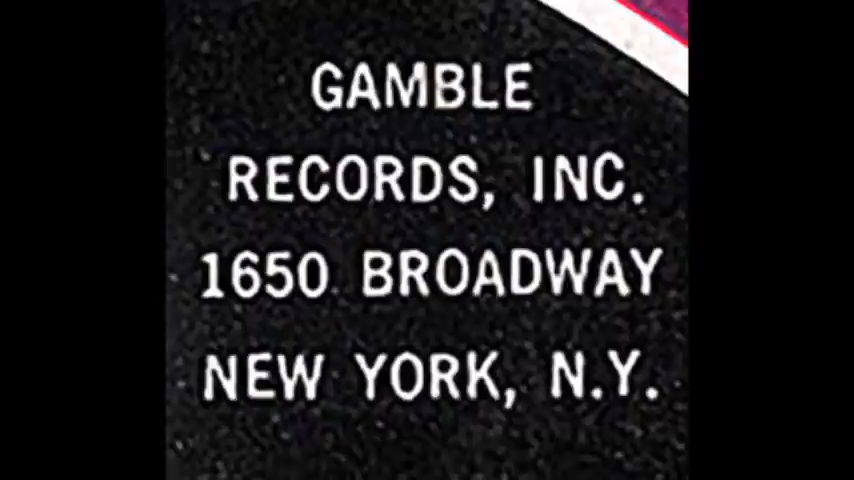 GAMBLE
RECORDS, INC.
1650 BROADWAY
NEW YORK, N.Y.